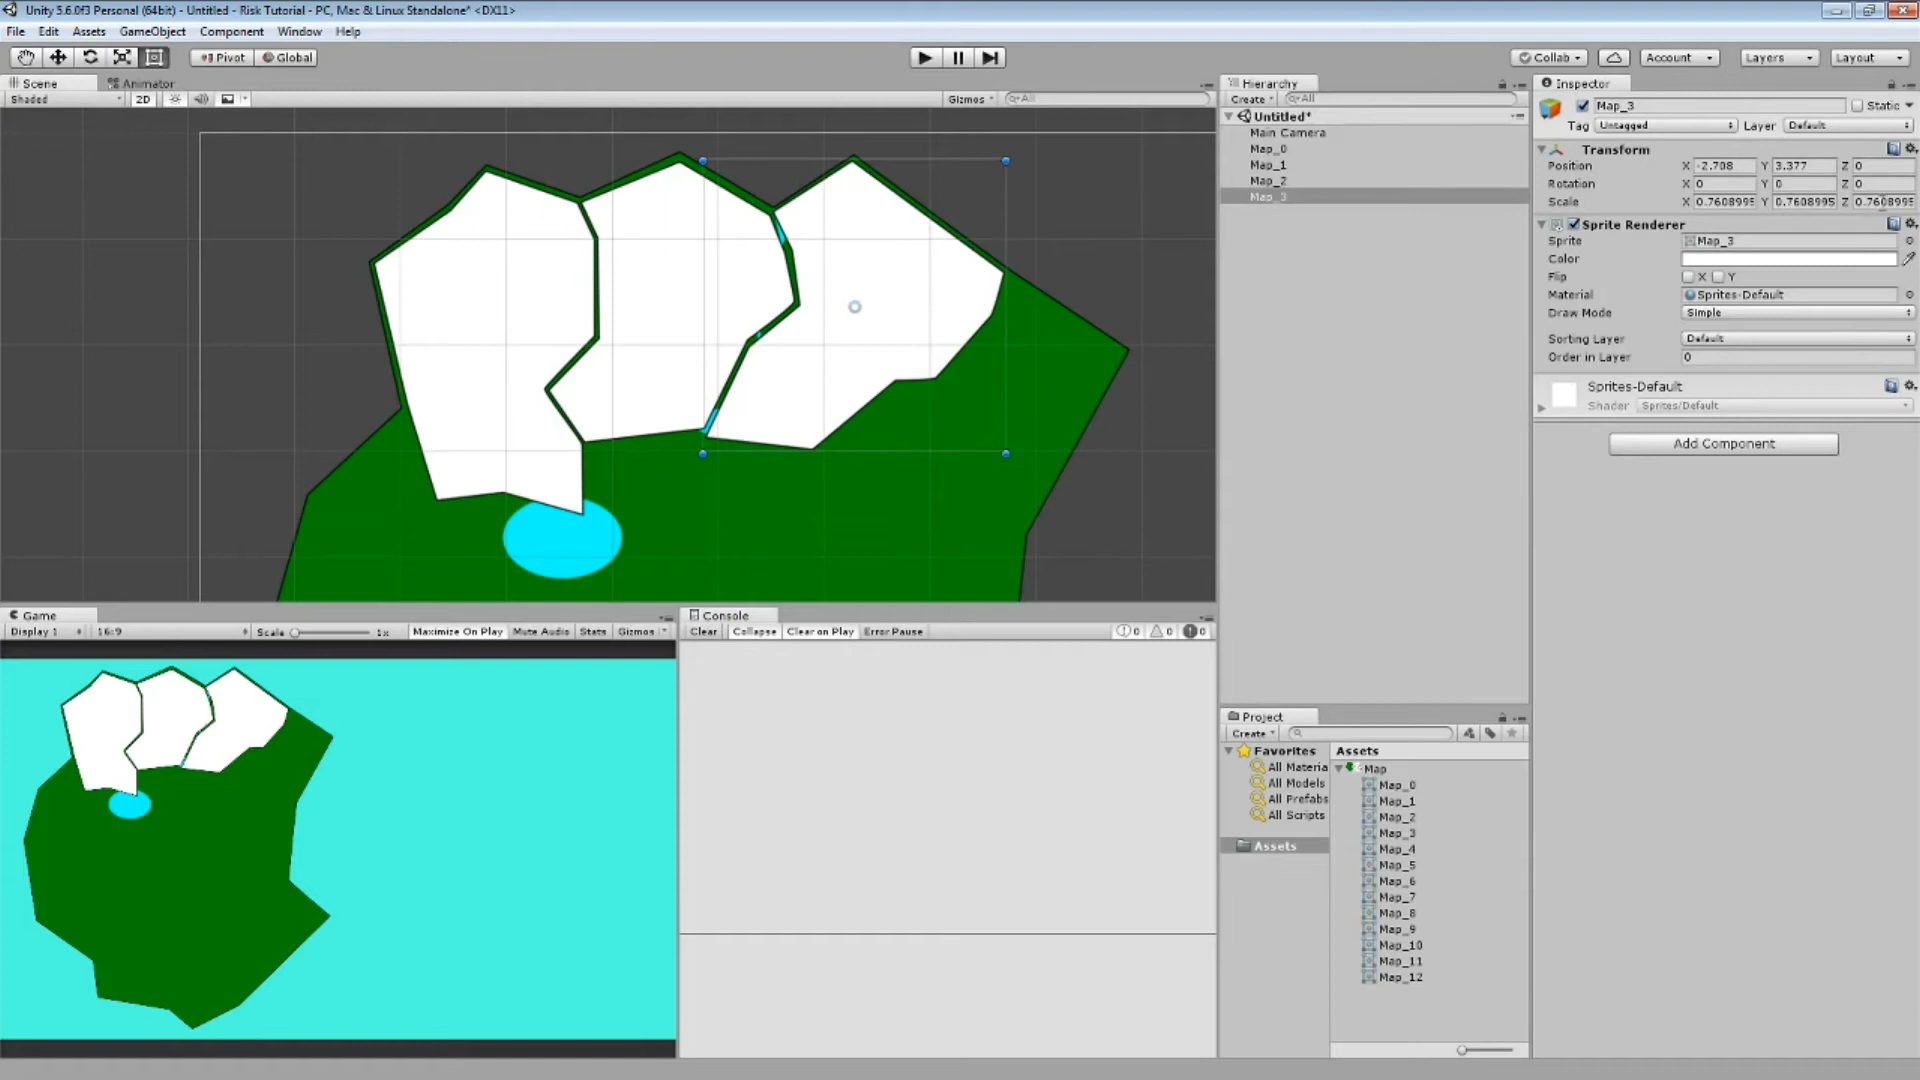 Unity 5.6.0f3 Personal (64bit) - Untitled - Risk Tutorial - PC, Mac & Linux Standalone* <DX11>
File Edit Assets GameObject Component Window Help
Pivot Global Collab Account Layers Layout
Scene Animator
Shaded 2D Gizmos All
Hierarchy
Create All
Untitled*
Main Camera
Map_0
Map_1
Map_2
Map_3
Inspector
Map_3 Static
Tag Untagged Layer Default
Transform
Position X -2.708 Y 3.377 Z 0
Rotation X 0 Y 0 Z 0
Scale X 0.7608995 Y 0.7608995 Z 0.7608995
Sprite Renderer
Sprite Map_3
Color
Flip X Y
Material Sprites-Default
Draw Mode Simple
Sorting Layer Default
Order in Layer 0
Sprites-Default
Shader Sprites/Default
Add Component
Game
Display 1 16:9 Scale 1x Maximize On Play Mute Audio Stats Gizmos
Console
Clear Collapse Clear on Play Error Pause 0 0 0
Project
Create
Favorites
All Materia
All Models
All Prefabs
All Scripts
Assets
Assets
Map
Map_0
Map_1
Map_2
Map_3
Map_4
Map_5
Map_6
Map_7
Map_8
Map_9
Map_10
Map_11
Map_12